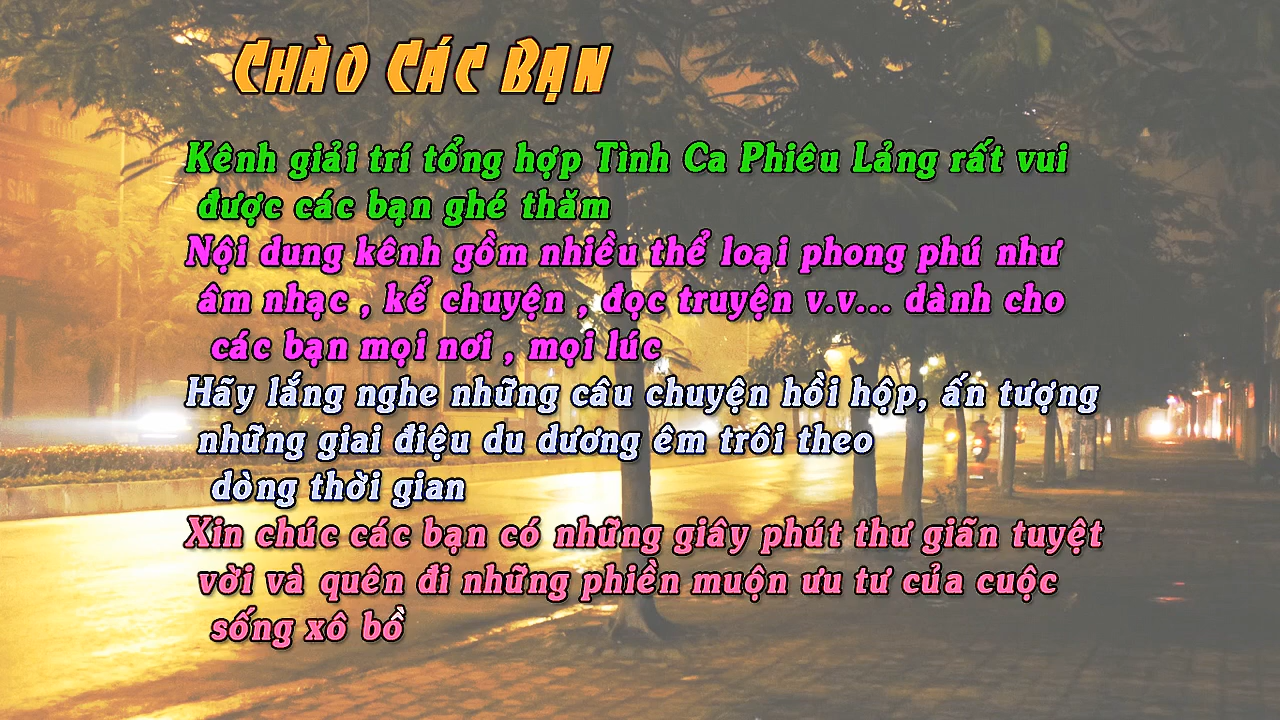 Chào Các Bạn
Kênh giải trí tổng hợp Tình Ca Phiêu Lảng rất vui
được các bạn ghé thăm
Nội dung kênh gồm nhiều thể loại phong phú như
âm nhạc , kể chuyện , đọc truyện v.v... dành cho
các bạn mọi nơi , mọi lúc
Hãy lắng nghe những câu chuyện hồi hộp, ấn tượng
những giai điệu du dương êm trôi theo
dòng thời gian
Xin chúc các bạn có những giây phút thư giãn tuyệt
vời và quên đi những phiền muộn ưu tư của cuộc
sống xô bồ